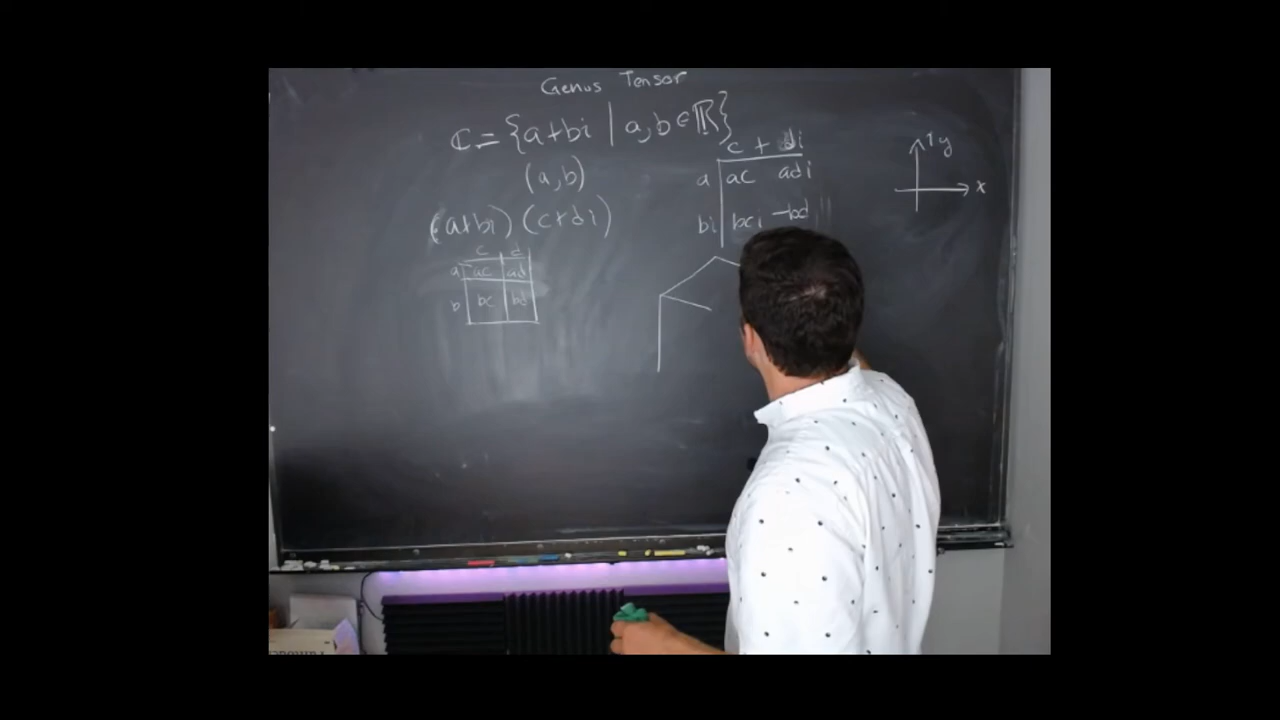 Genus Tensor
ℂ = {a+bi | a,b ∈ ℝ}
(a,b)
(a+bi)(c+di)
c d
a ac ad
b bc bd
c + di
a ac adi
bi bci -bd
y
x